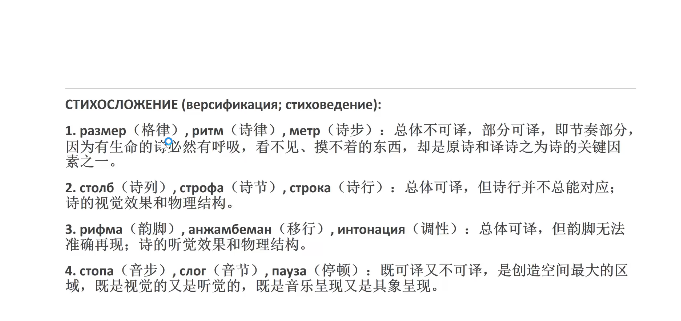 СТИХОСЛОЖЕНИЕ (версификация; стиховедение):
1. размер（格律）, ритм（诗律）, метр（诗步）：总体不可译，部分可译，即节奏部分，
因为有生命的诗必然有呼吸，看不见、摸不着的东西，却是原诗和译诗之为诗的关键因
素之一。
2. столб（诗列）, строфа（诗节）, строка（诗行）：总体可译，但诗行并不总能对应；
诗的视觉效果和物理结构。
3. рифма（韵脚）, анжамбеман（移行）, интонация（调性）：总体可译，但韵脚无法
准确再现；诗的听觉效果和物理结构。
4. стопа（音步）, слог（音节）, пауза（停顿）：既可译又不可译，是创造空间最大的区
域，既是视觉的又是听觉的，既是音乐呈现又是具象呈现。